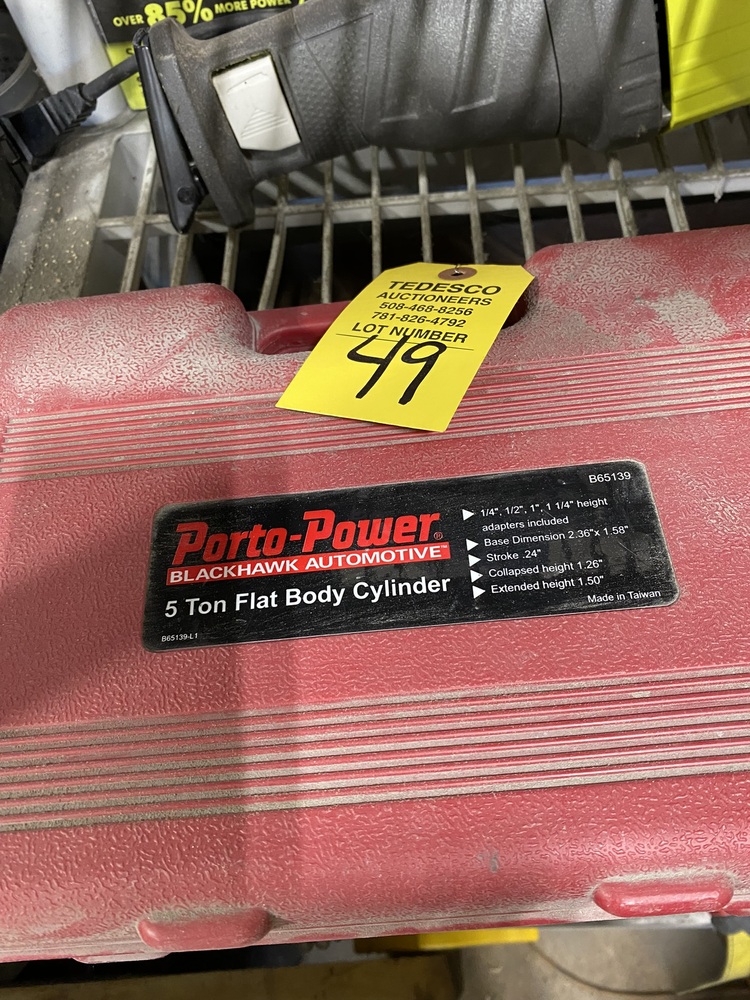 OVER 85% MORE POWER
TEDESCO
AUCTIONEERS
508-468-8256
781-826-4792
LOT NUMBER
49
B65139
Porto-Power®
BLACKHAWK AUTOMOTIVE™
5 Ton Flat Body Cylinder
B65139-L1
1/4", 1/2", 1", 1 1/4" height
adapters included
Base Dimension 2.36"x 1.58"
Stroke .24"
Collapsed height 1.26"
Extended height 1.50"
Made in Taiwan